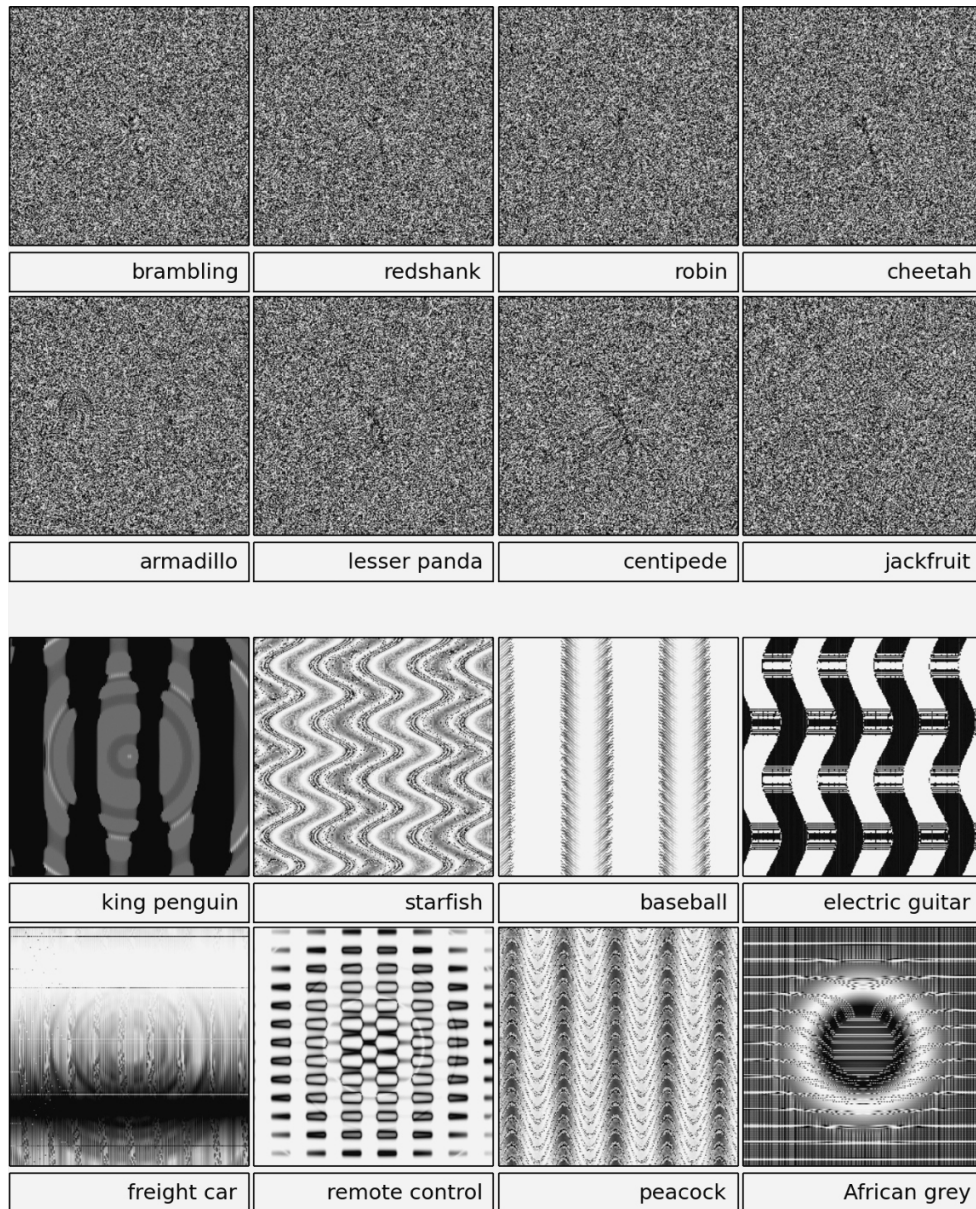 brambling
redshank
robin
cheetah
armadillo
lesser panda
centipede
jackfruit
king penguin
starfish
baseball
electric guitar
freight car
remote control
peacock
African grey